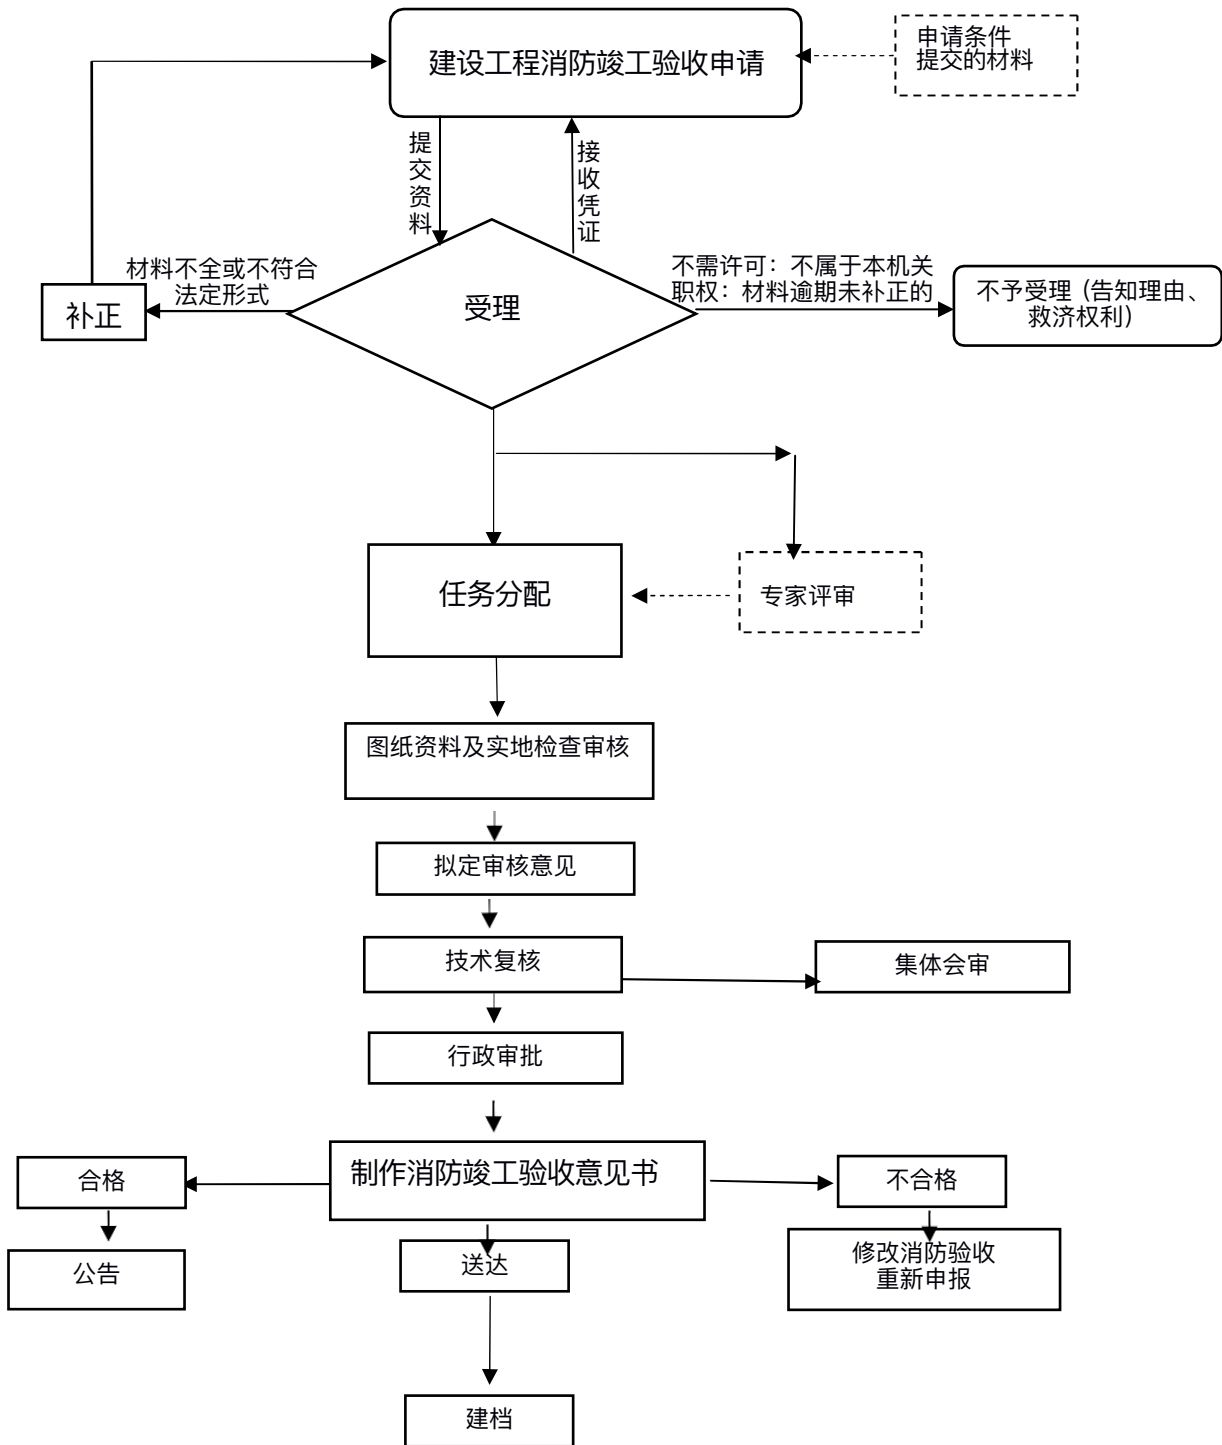 建设工程消防竣工验收申请
申请条件
提交的材料
提交资料
接收凭证
材料不全或不符合
法定形式
补正
受理
不需许可：不属于本机关
职权：材料逾期未补正的
不予受理（告知理由、
救济权利）
任务分配
专家评审
图纸资料及实地检查审核
拟定审核意见
技术复核
集体会审
行政审批
制作消防竣工验收意见书
合格
不合格
公告
送达
修改消防验收
重新申报
建档